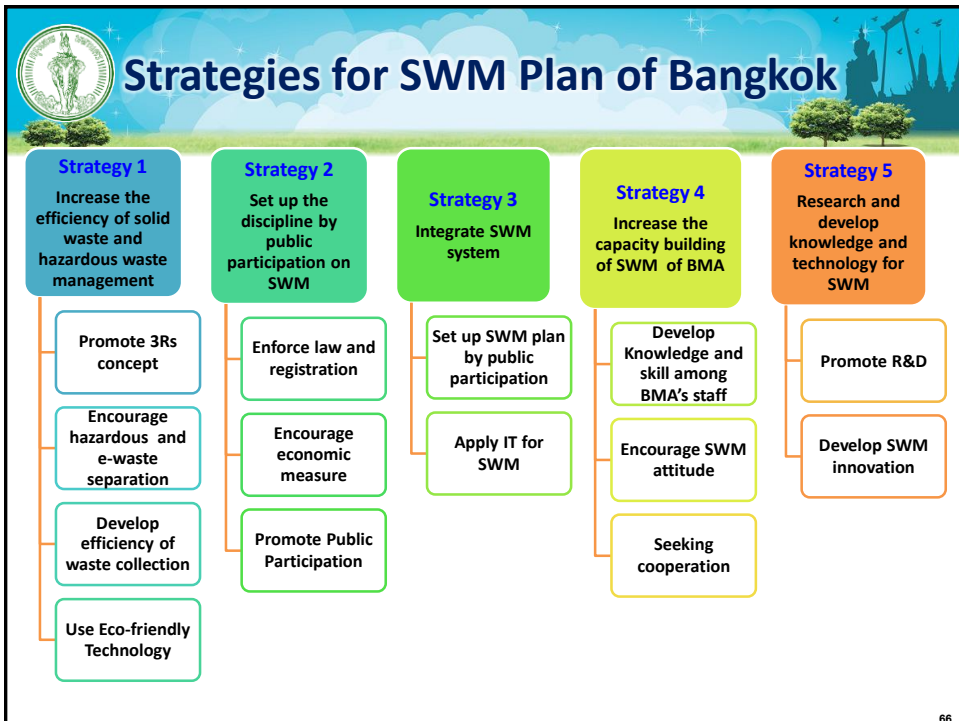 Strategies for SWM Plan of Bangkok
Strategy 1
Increase the
efficiency of solid
waste and
hazardous waste
management
Promote 3Rs
concept
Encourage
hazardous and
e-waste
separation
Develop
efficiency of
waste collection
Use Eco-friendly
Technology
Strategy 2
Set up the
discipline by
public
participation on
SWM
Enforce law and
registration
Encourage
economic
measure
Promote Public
Participation
Strategy 3
Integrate SWM
system
Set up SWM plan
by public
participation
Apply IT for
SWM
Strategy 4
Increase the
capacity building
of SWM of BMA
Develop
Knowledge and
skill among
BMA's staff
Encourage SWM
attitude
Seeking
cooperation
Strategy 5
Research and
develop
knowledge and
technology for
SWM
Promote R&D
Develop SWM
innovation
66